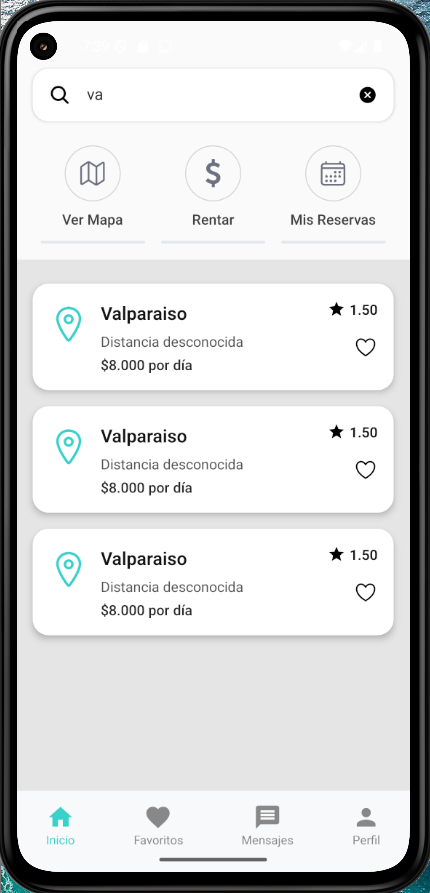 va
Ver Mapa
Rentar
Mis Reservas
Valparaiso
1.50
Distancia desconocida
$8.000 por día
Valparaiso
1.50
Distancia desconocida
$8.000 por día
Valparaiso
1.50
Distancia desconocida
$8.000 por día
Inicio
Favoritos
Mensajes
Perfil